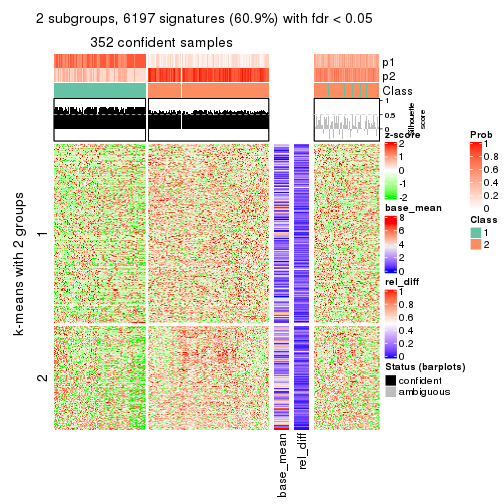 2 subgroups, 6197 signatures (60.9%) with fdr < 0.05
352 confident samples
p1
p2
Class
1
0.5
0
Silhouette
score
k-means with 2 groups
1
2
base_mean
rel_diff
z-score
2
1
0
-1
-2
base_mean
8
6
4
2
0
rel_diff
1
0.8
0.6
0.4
0.2
0
Status (barplots)
confident
ambiguous
Prob
1
0.8
0.6
0.4
0.2
0
Class
1
2